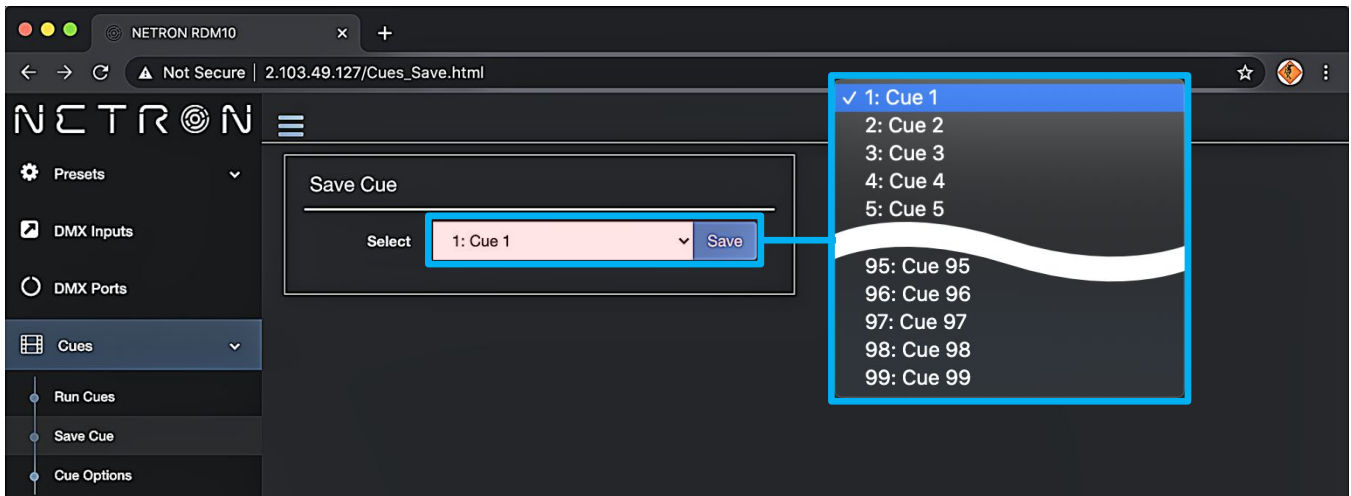 NETRON RDM10
Not Secure | 2.103.49.127/Cues_Save.html
NETRON
Presets
DMX Inputs
DMX Ports
Cues
Run Cues
Save Cue
Cue Options
Save Cue
Select 1: Cue 1 Save
✓ 1: Cue 1
2: Cue 2
3: Cue 3
4: Cue 4
5: Cue 5
95: Cue 95
96: Cue 96
97: Cue 97
98: Cue 98
99: Cue 99